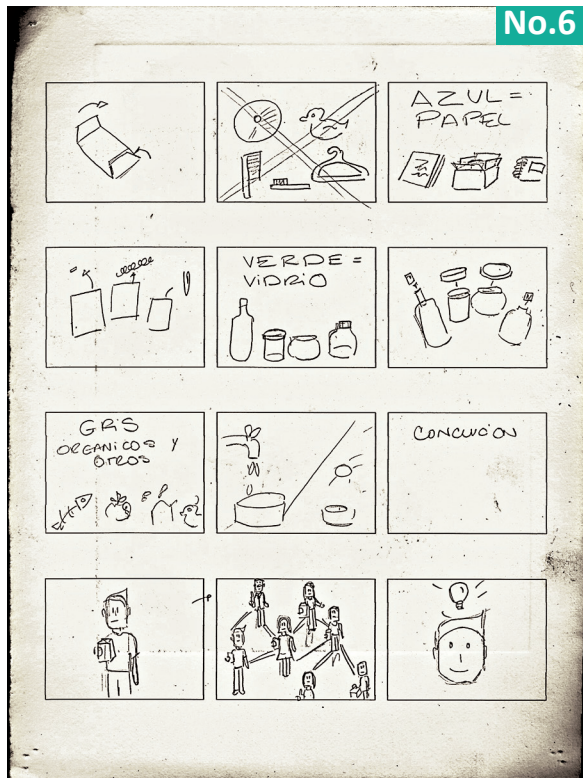 No.6
AZUL =
PAPEL
VERDE =
VIDRIO
GRIS
ORGANICOS Y
OTROS
CONCLUCION